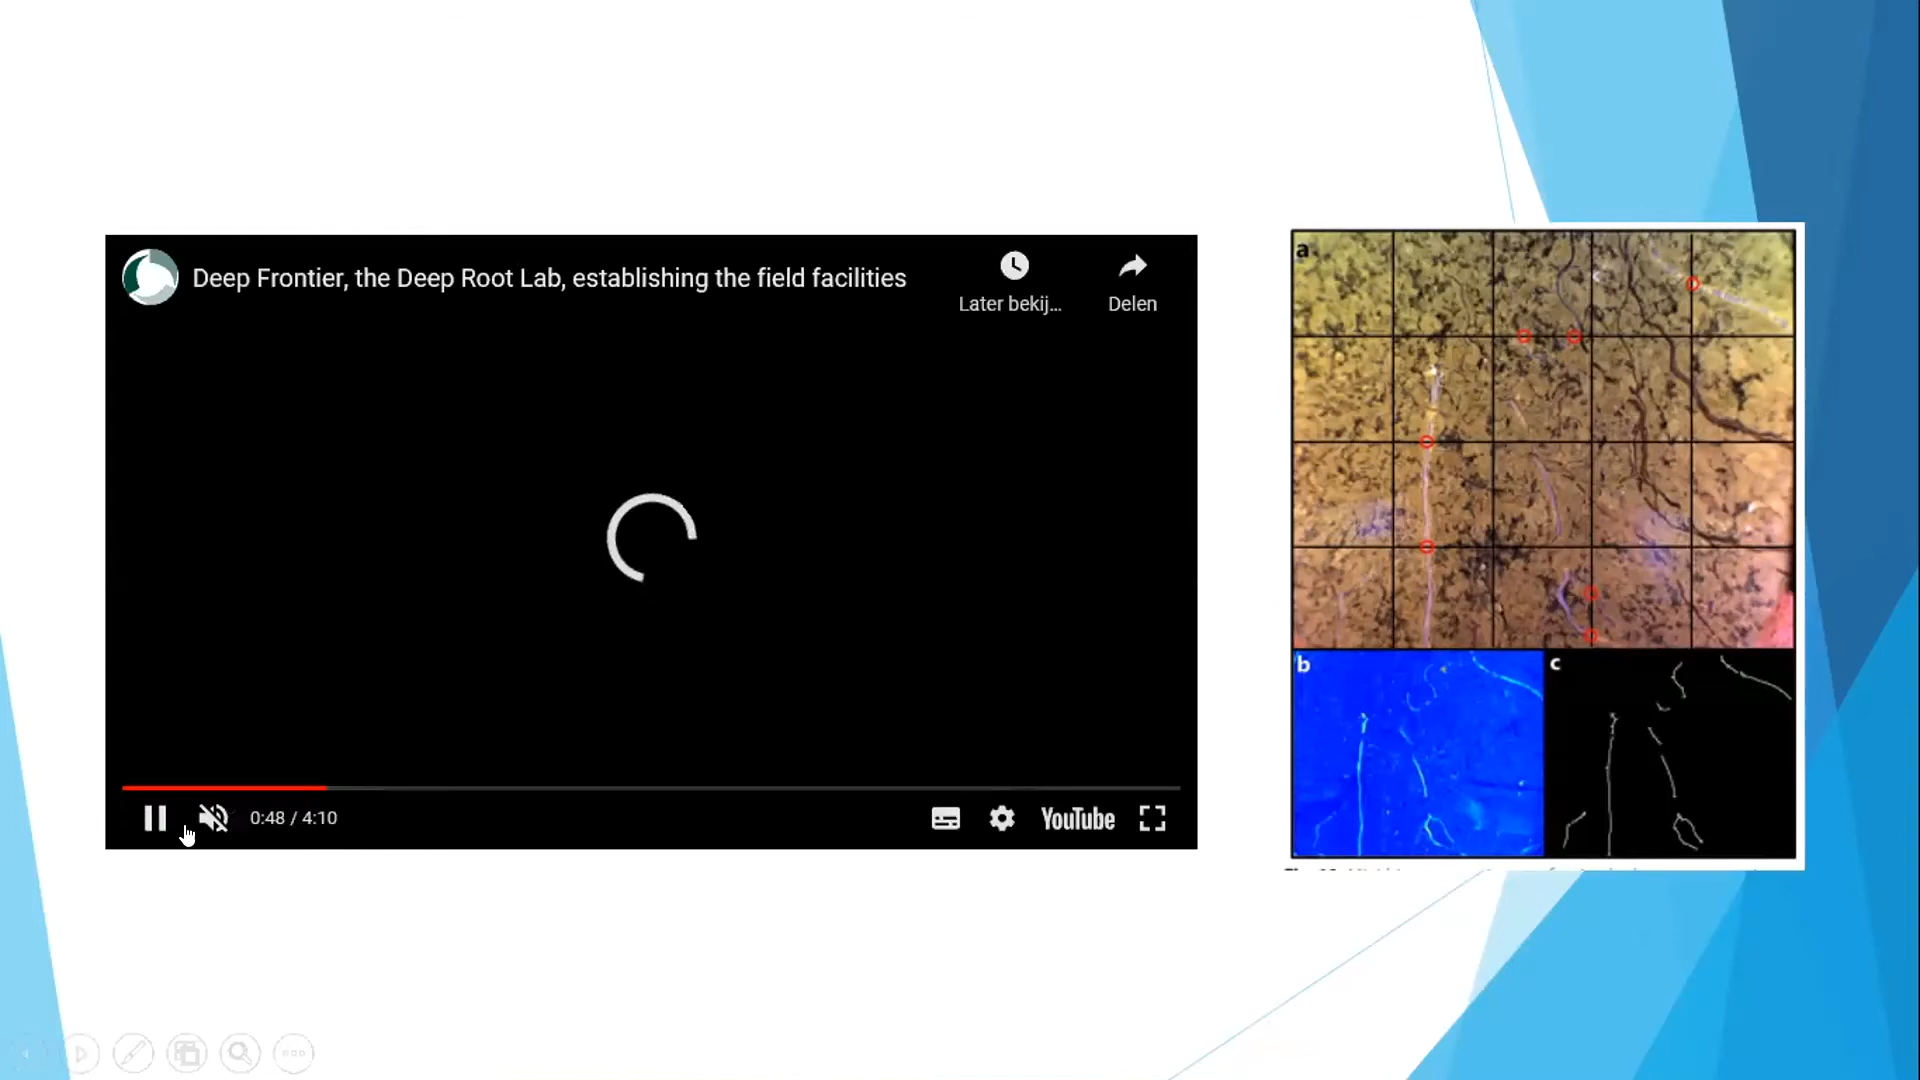 Deep Frontier, the Deep Root Lab, establishing the field facilities
Later bekij...
Delen
0:48 / 4:10
YouTube
a
b
c